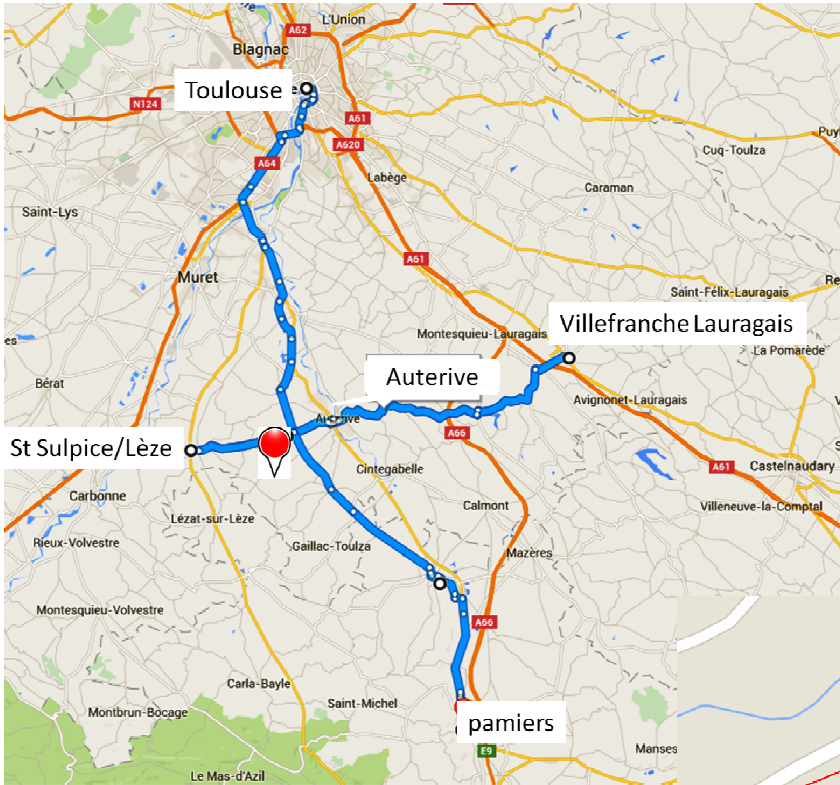 L'Union
A62
Blagnac
Toulouse
N124
A61
A620
Puy
Cuq-Toulza
A64
Labège
Caraman
Saint-Lys
A61
Muret
Re
Saint-Félix-Lauragais
Villefranche Lauragais
Montesquieu-Lauragais
La Pomarède
es
Bérat
Auterive
Avignonet-Lauragais
A66
St Sulpice/Lèze
Cintegabelle
A61
Castelnaudary
Carbonne
Calmont
Villeneuve-la-Comptal
Lézat-sur-Lèze
Rieux-Volvestre
Gaillac-Toulza
Mazères
Montesquieu-Volvestre
A66
Carla-Bayle
Saint-Michel
Montbrun-Bocage
pamiers
E9
Manses
Le Mas-d'Azil